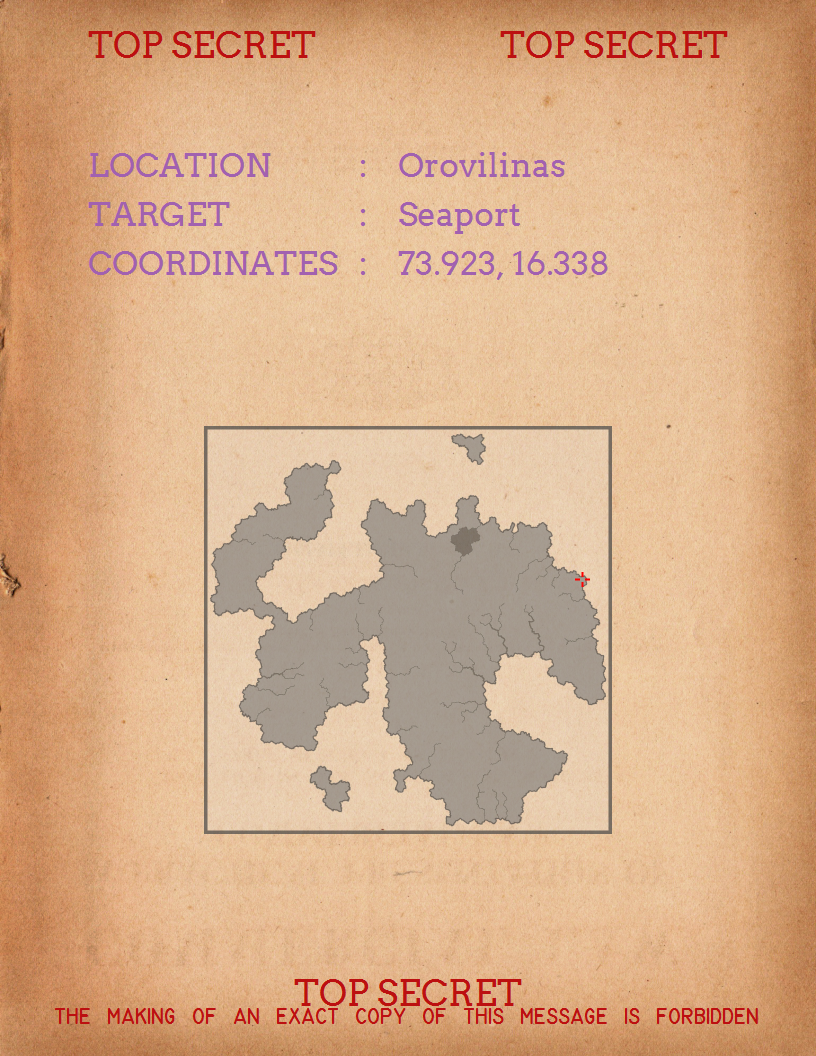 TOP SECRET TOP SECRET
LOCATION : Orovilinas
TARGET : Seaport
COORDINATES : 73.923, 16.338
TOP SECRET
THE MAKING OF AN EXACT COPY OF THIS MESSAGE IS FORBIDDEN